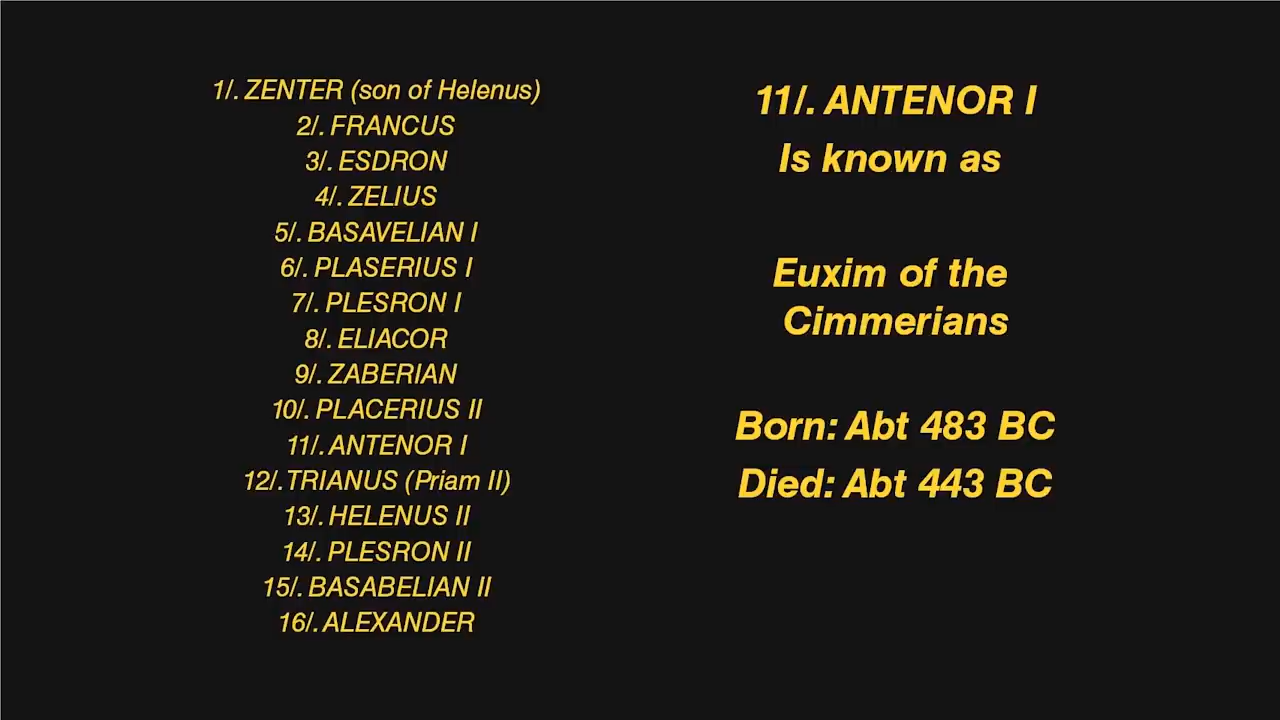 1/. ZENTER (son of Helenus)
2/. FRANCUS
3/. ESDRON
4/. ZELIUS
5/. BASAVELIAN I
6/. PLASERIUS I
7/. PLESRON I
8/. ELIACOR
9/. ZABERIAN
10/. PLACERIUS II
11/. ANTENOR I
12/. TRIANUS (Priam II)
13/. HELENUS II
14/. PLESRON II
15/. BASABELIAN II
16/. ALEXANDER
11/. ANTENOR I
Is known as
Euxim of the
Cimmerians
Born: Abt 483 BC
Died: Abt 443 BC